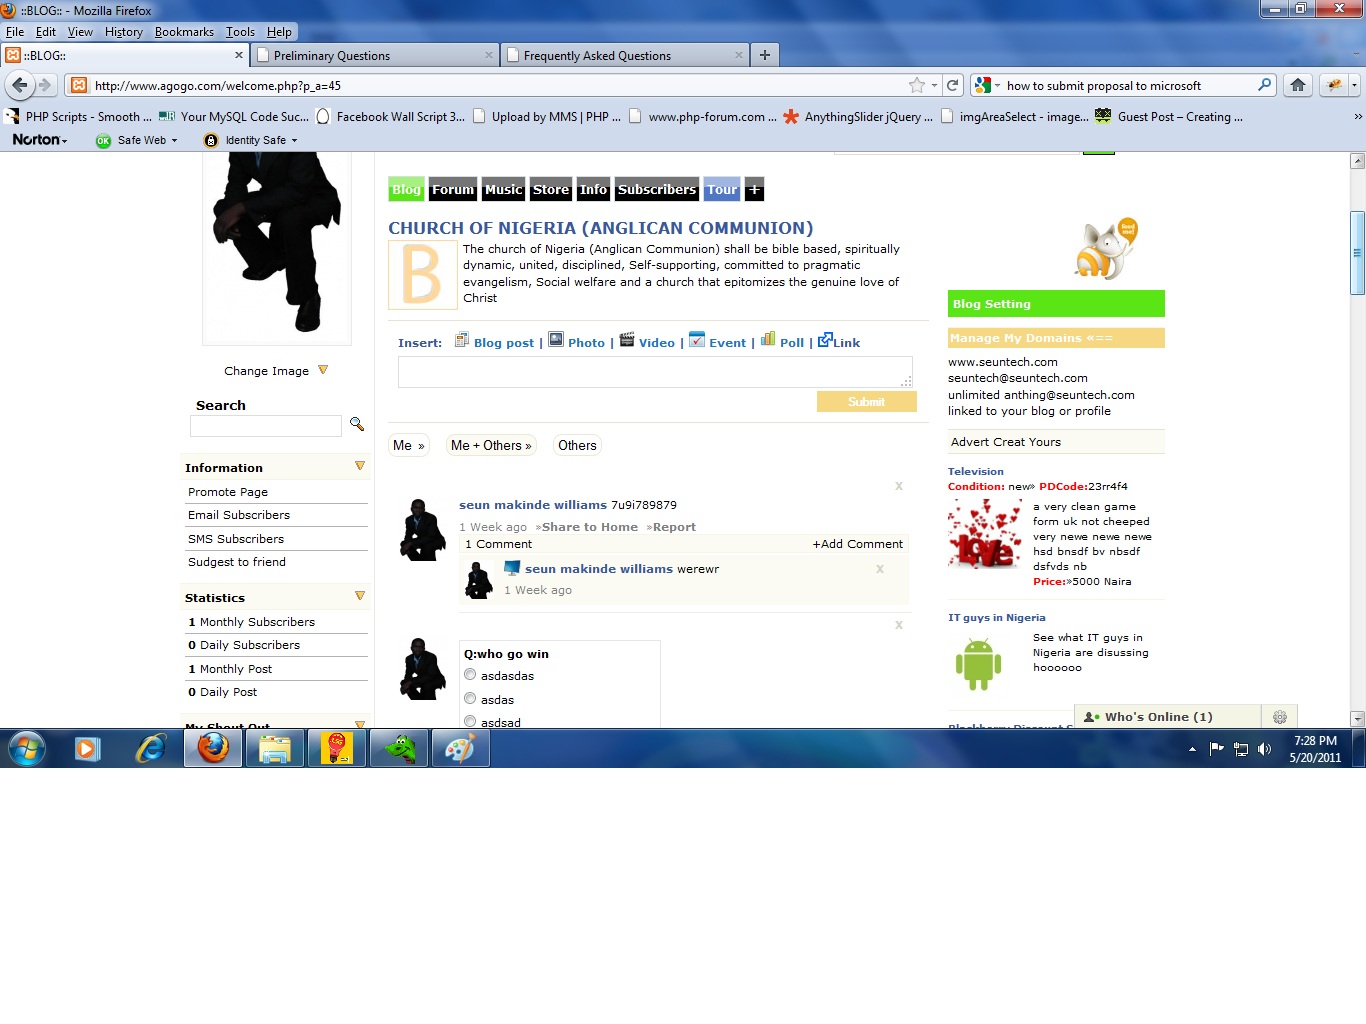 ::BLOG:: - Mozilla Firefox
File Edit View History Bookmarks Tools Help
::BLOG:: Preliminary Questions Frequently Asked Questions
http://www.agogo.com/welcome.php?p_a=45 how to submit proposal to microsoft
PHP Scripts - Smooth ... Your MySQL Code Suc... Facebook Wall Script 3... Upload by MMS | PHP ... www.php-forum.com ... AnythingSlider jQuery ... imgAreaSelect - image... Guest Post – Creating ... »
Norton Safe Web Identity Safe
Blog Forum Music Store Info Subscribers Tour +
CHURCH OF NIGERIA (ANGLICAN COMMUNION)
B
The church of Nigeria (Anglican Communion) shall be bible based, spiritually
dynamic, united, disciplined, Self-supporting, committed to pragmatic
evangelism, Social welfare and a church that epitomizes the genuine love of
Christ
Insert: Blog post | Photo | Video | Event | Poll | Link
Submit
Me » Me + Others » Others
x
seun makinde williams 7u9i789879
1 Week ago »Share to Home »Report
1 Comment +Add Comment
seun makinde williams werewr x
1 Week ago
x
Q:who go win
asdasdas
asdas
asdsad
Change Image
Search
Information
Promote Page
Email Subscribers
SMS Subscribers
Sudgest to friend
Statistics
1 Monthly Subscribers
0 Daily Subscribers
1 Monthly Post
0 Daily Post
My Shout Out
Blog Setting
Manage My Domains «==
www.seuntech.com
seuntech@seuntech.com
unlimited anthing@seuntech.com
linked to your blog or profile
Advert Creat Yours
Television
Condition: new» PDCode:23rr4f4
LOVE
a very clean game
form uk not cheeped
very newe newe newe
hsd bnsdf bv nbsdf
dsfvds nb
Price:»5000 Naira
IT guys in Nigeria
See what IT guys in
Nigeria are disussing
hoooooo
Blackberry Discount S
Who's Online (1)
7:28 PM
5/20/2011